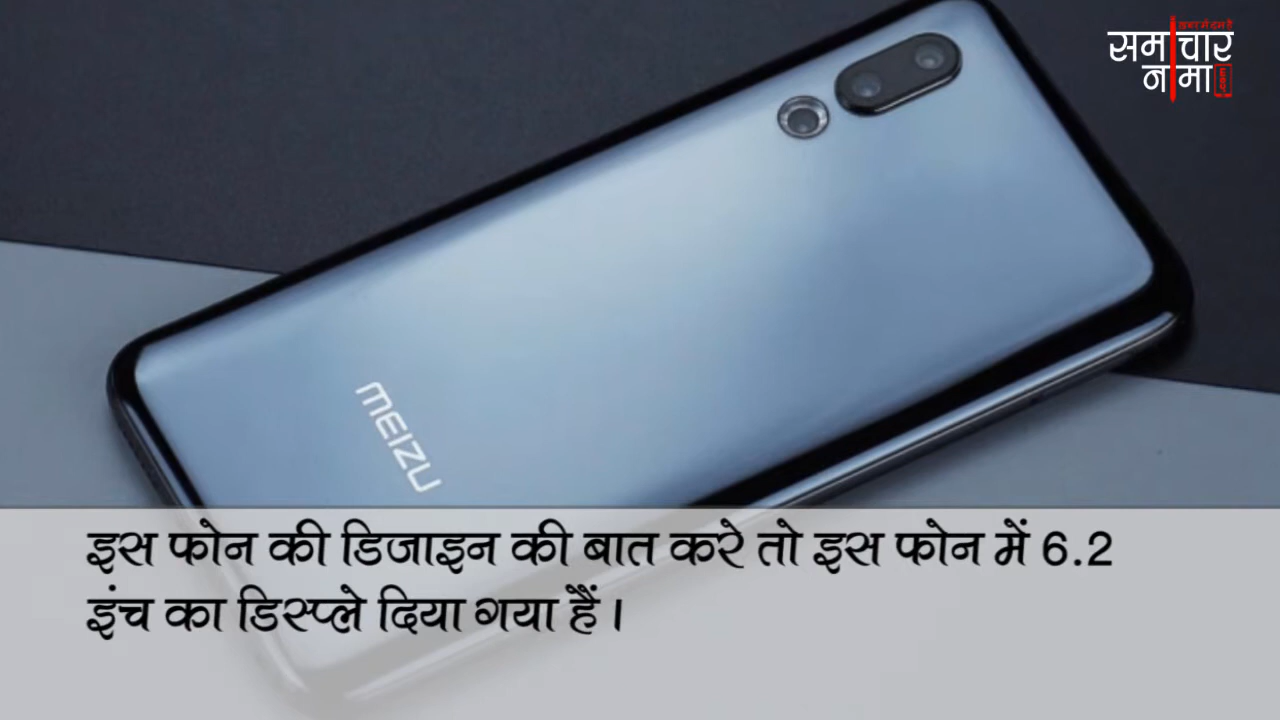 समाचार
नामा
MEIZU
इस फोन की डिजाइन की बात करे तो इस फोन में 6.2
इंच का डिस्प्ले दिया गया हैं।